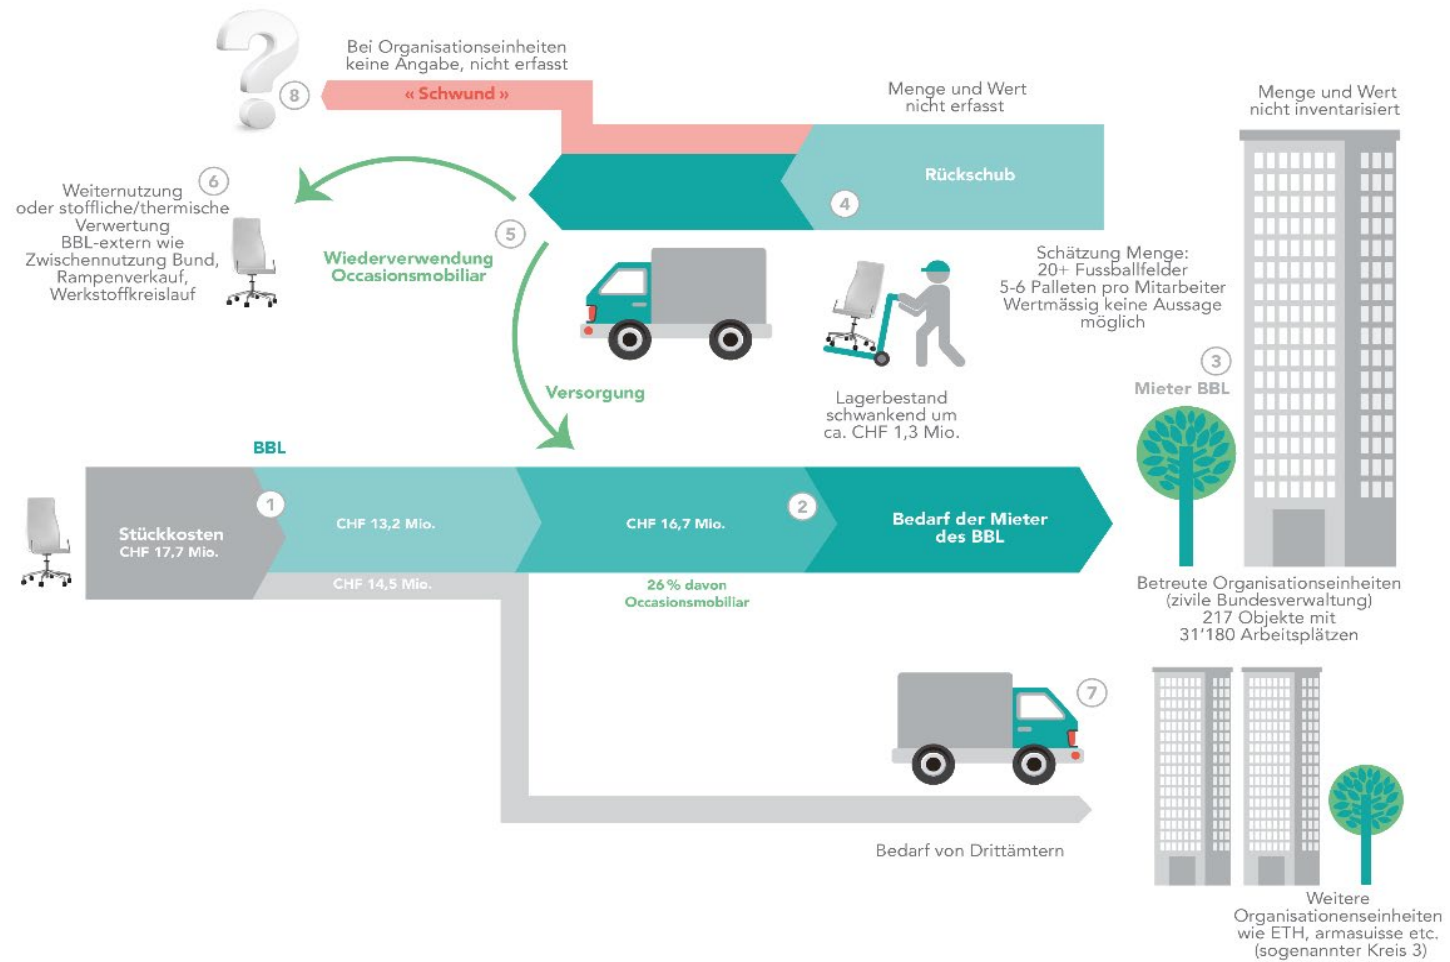 Bei Organisationseinheiten
keine Angabe, nicht erfasst
8
« Schwund »
Menge und Wert
nicht erfasst
Menge und Wert
nicht inventarisiert
Rückschub
4
6
Weiternutzung
oder stoffliche/thermische
Verwertung
BBL-extern wie
Zwischennutzung Bund,
Rampenverkauf,
Werkstoffkreislauf
5
Wiederverwendung
Occasionsmobiliar
Schätzung Menge:
20+ Fussballfelder
5-6 Palleten pro Mitarbeiter
Wertmässig keine Aussage
möglich
3
Mieter BBL
Versorgung
Lagerbestand
schwankend um
ca. CHF 1,3 Mio.
BBL
1
Stückkosten
CHF 17,7 Mio.
CHF 13,2 Mio.
CHF 16,7 Mio.
2
Bedarf der Mieter
des BBL
CHF 14,5 Mio.
26 % davon
Occasionsmobiliar
Betreute Organisationseinheiten
(zivile Bundesverwaltung)
217 Objekte mit
31'180 Arbeitsplätzen
7
Bedarf von Drittämtern
Weitere
Organisationenseinheiten
wie ETH, armasuisse etc.
(sogenannter Kreis 3)